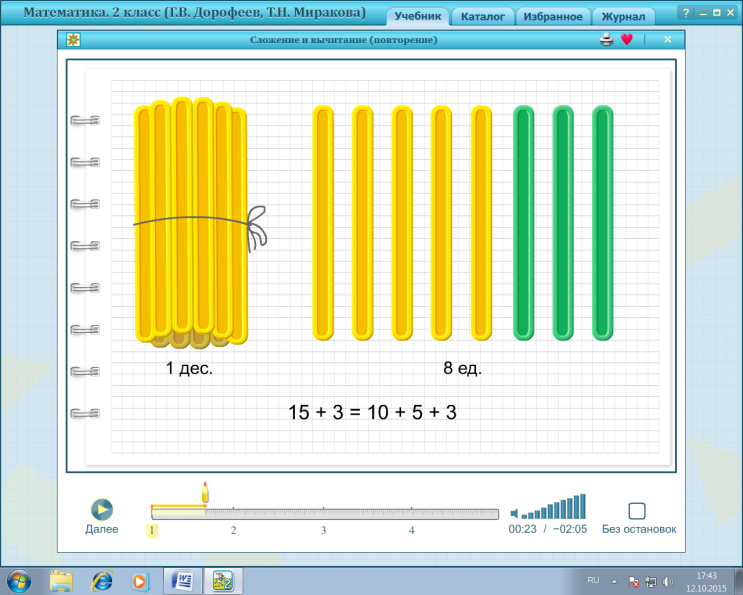 Математика. 2 класс (Г.В. Дорофеев, Т.Н. Миракова)
Учебник
Каталог
Избранное
Журнал
?
Сложение и вычитание (повторение)
1 дес.
8 ед.
15 + 3 = 10 + 5 + 3
Далее
1
2
3
4
00:23 / −02:05
Без остановок
RU
17:43
12.10.2015
W
2